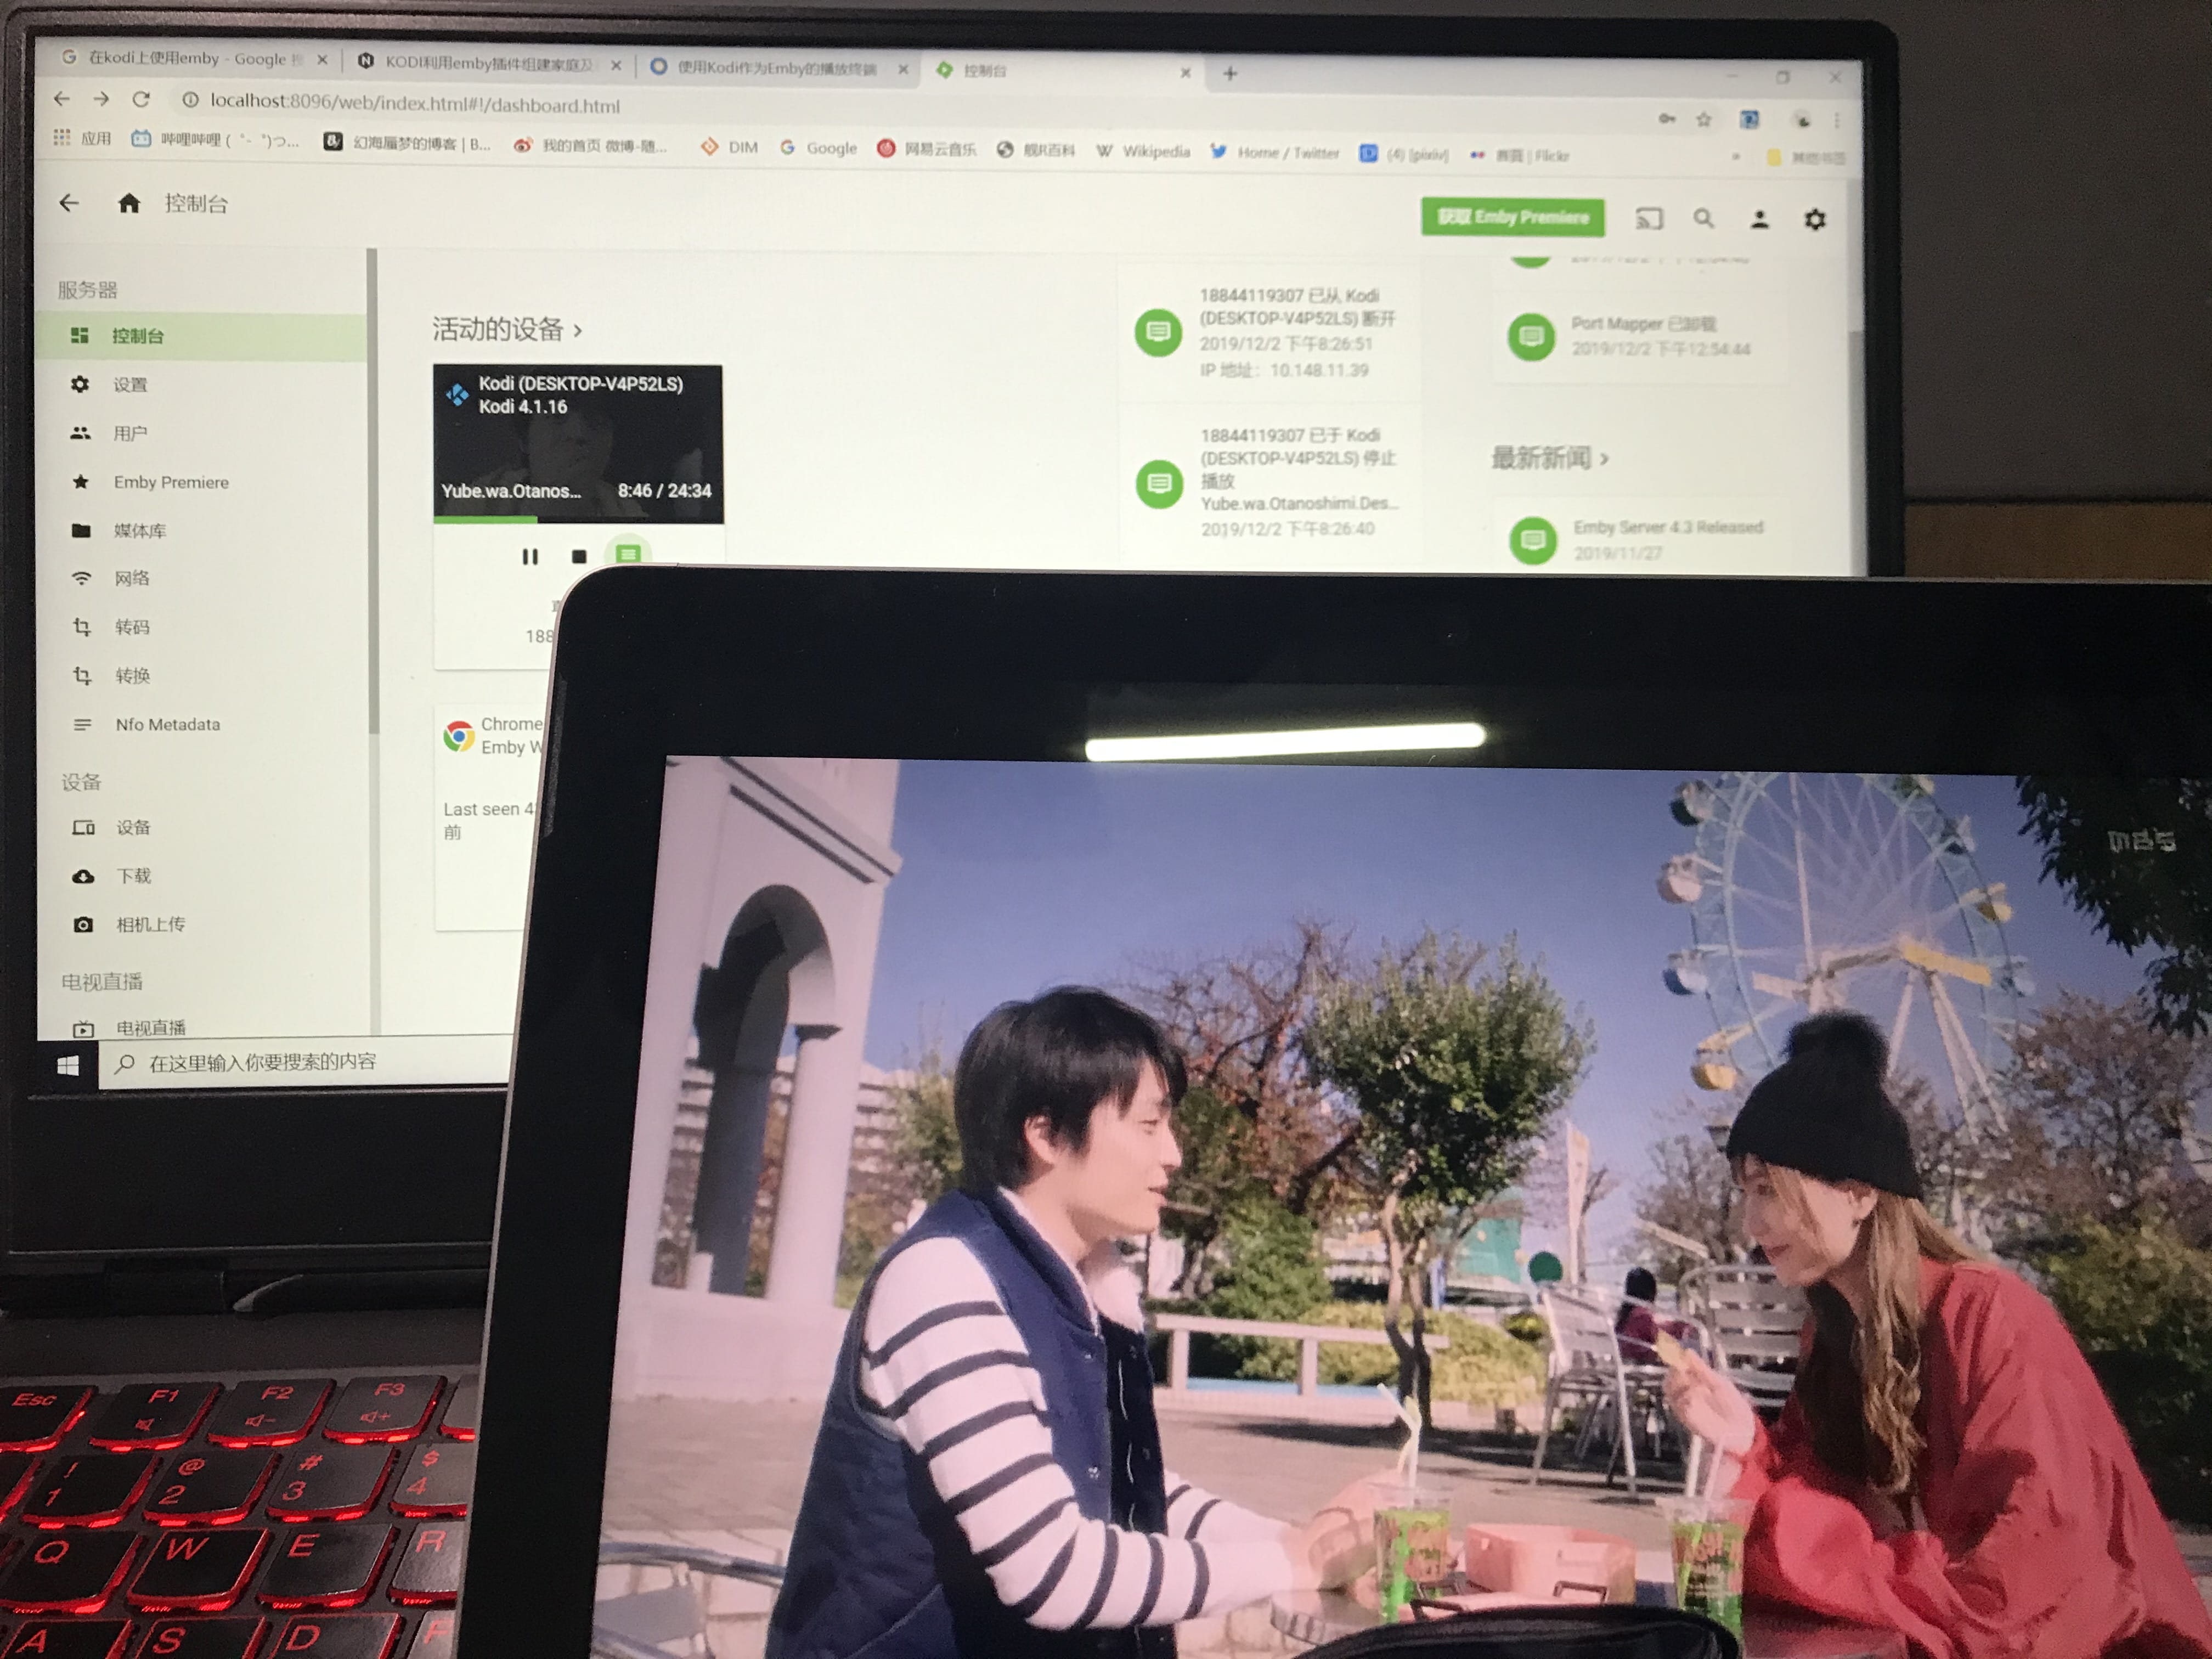 在kodi上使用emby - Google
KODI利用emby插件组建家庭及
使用Kodi作为Emby的播放终端
控制台
localhost:8096/web/index.html#!/dashboard.html
应用
哔哩哔哩 ( ゜- ゜)つ...
幻海蜃梦的博客 | B...
我的首页 微博-随...
DIM
Google
网易云音乐
舰R百科
Wikipedia
Home / Twitter
(4) [pixiv]
| Flickr
其他书签
控制台
获取 Emby Premiere
服务器
控制台
设置
用户
Emby Premiere
媒体库
网络
转码
转换
Nfo Metadata
设备
设备
下载
相机上传
电视直播
电视直播
活动的设备
Kodi (DESKTOP-V4P52LS)
Kodi 4.1.16
Yube.wa.Otanos...
8:46 / 24:34
188
Chrome
Emby W
Last seen 4
前
18844119307 已从 Kodi
(DESKTOP-V4P52LS) 断开
2019/12/2 下午8:26:51
IP 地址： 10.148.11.39
18844119307 已于 Kodi
(DESKTOP-V4P52LS) 停止
播放
Yube.wa.Otanoshimi.Des...
2019/12/2 下午8:26:40
Port Mapper 已卸载
2019/12/2 下午12:54:44
最新新闻
Emby Server 4.3 Released
2019/11/27
在这里输入你要搜索的内容
Esc
F1
F2
F3
! 1
@ 2
# 3
$ 4
Q
W
E
R
A
S
D
F